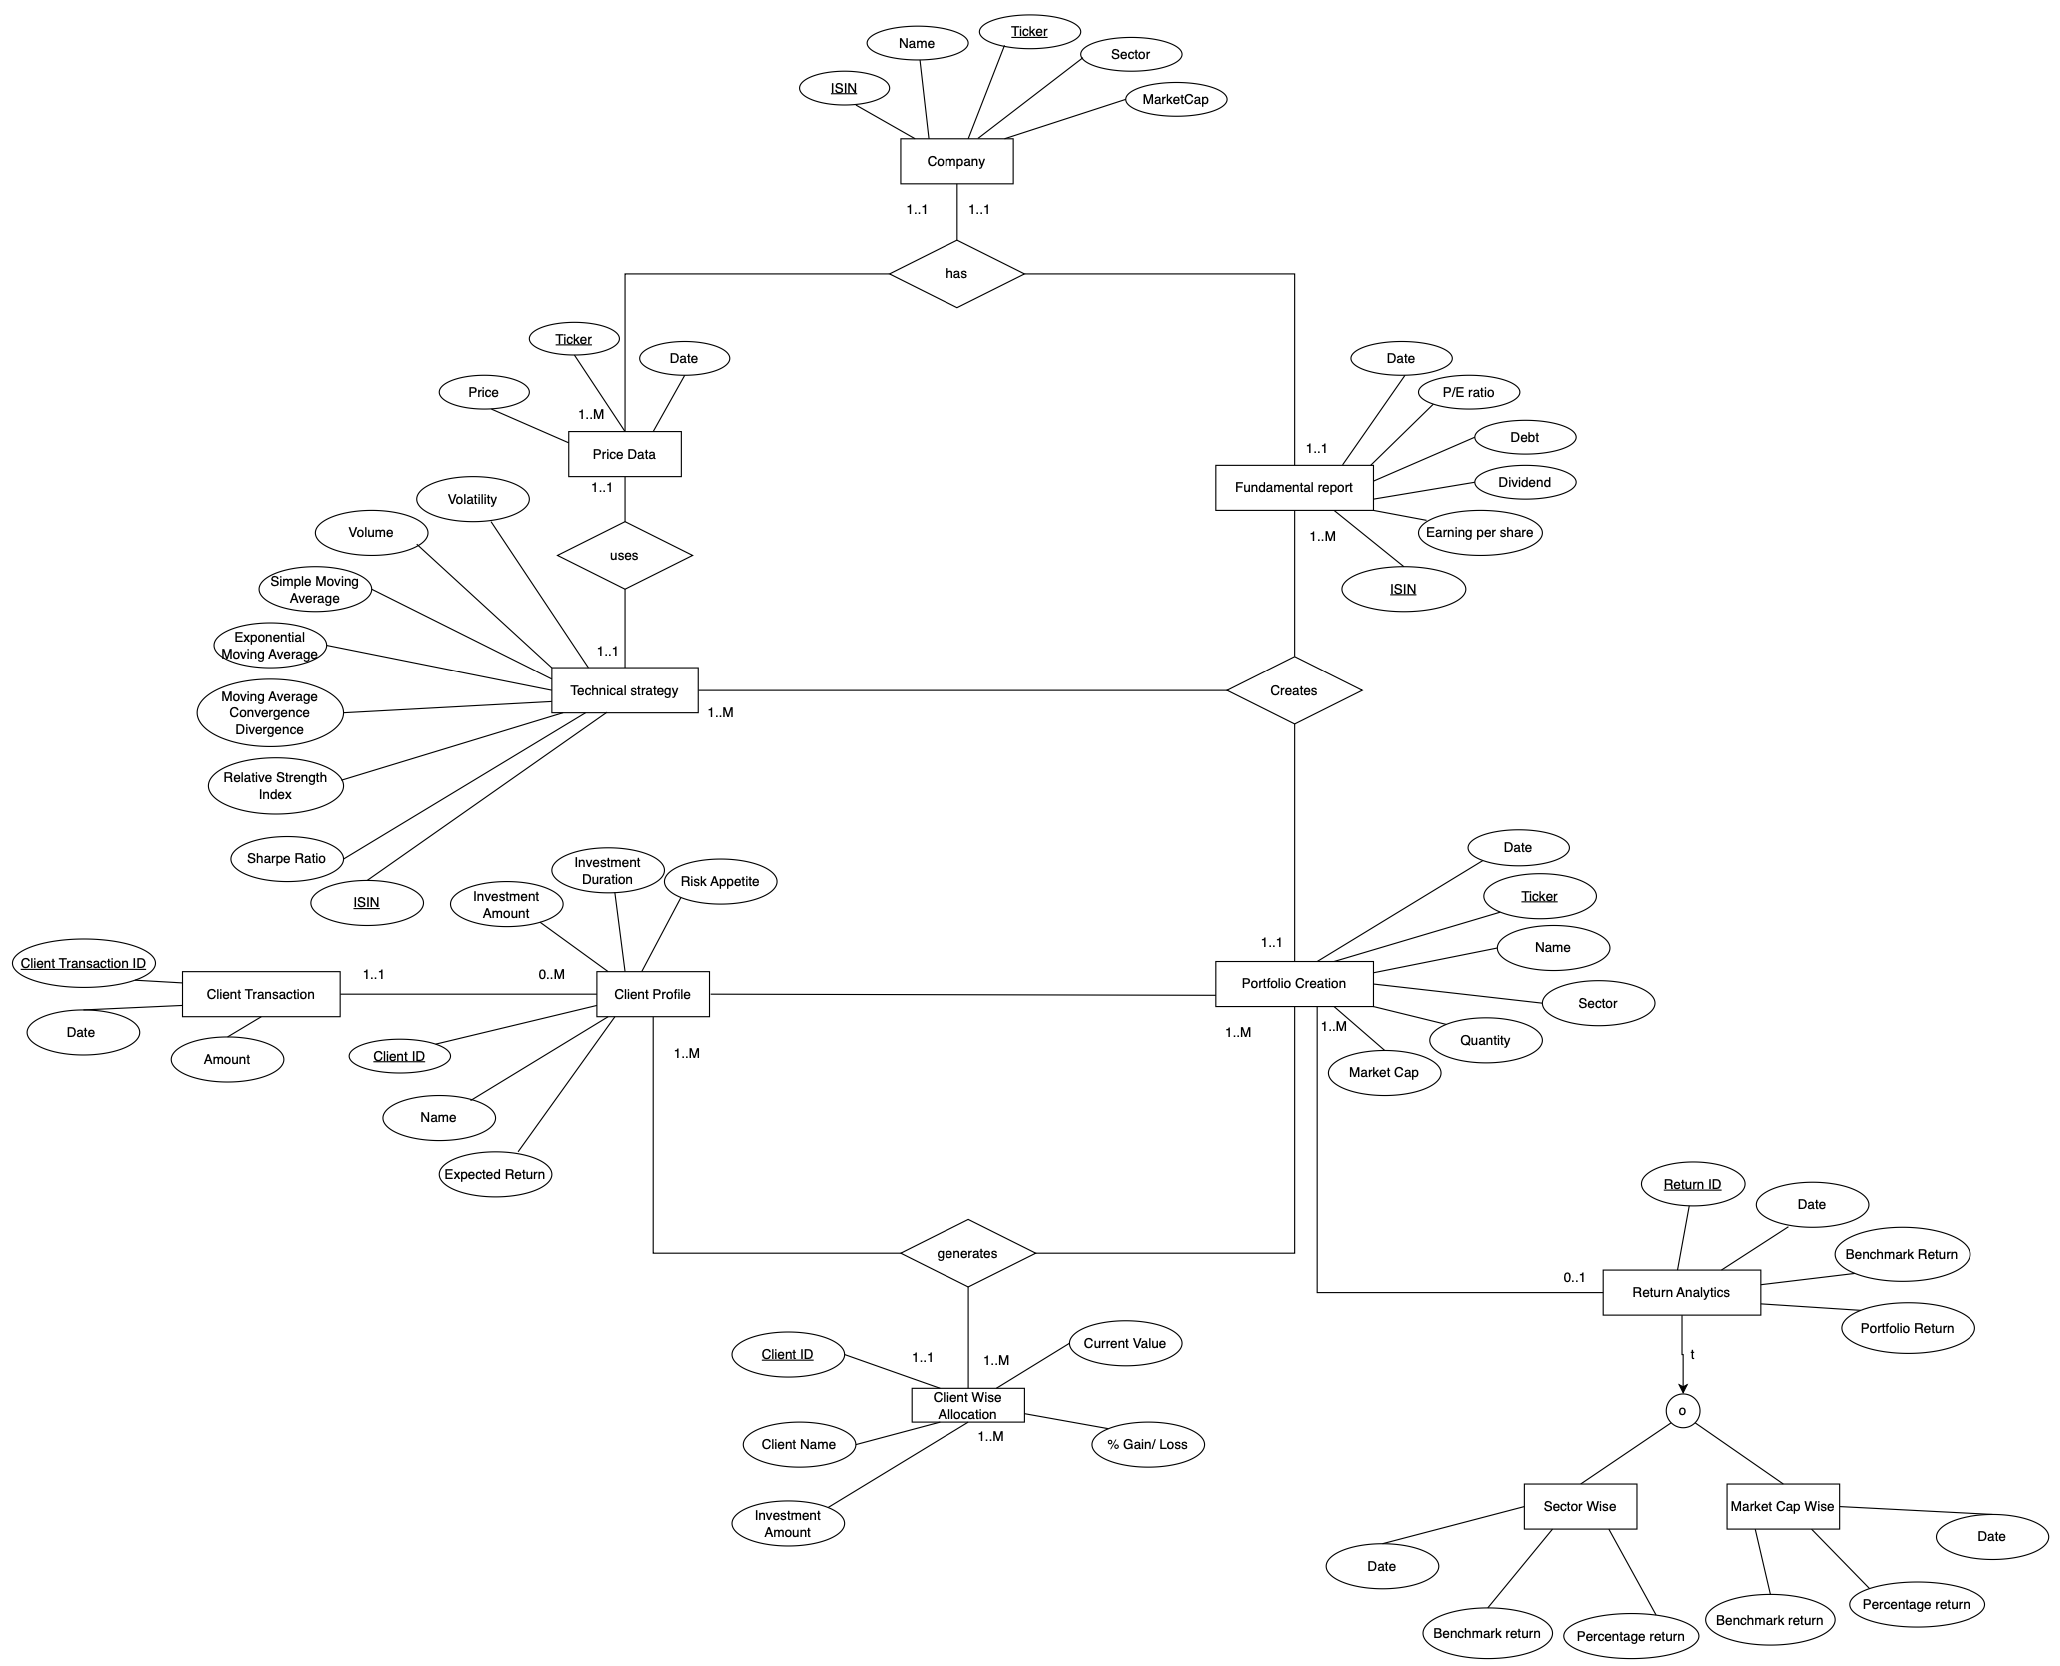 Ticker
Name
Sector
ISIN
MarketCap
Company
1..1
1..1
has
Ticker
Date
Price
1..M
Price Data
1..1
Date
P/E ratio
Debt
1..1
Dividend
Fundamental report
Earning per share
1..M
ISIN
Volatility
Volume
uses
Simple Moving
Average
Exponential
Moving Average
1..1
Technical strategy
1..M
Creates
Moving Average
Convergence
Divergence
Relative Strength
Index
Sharpe Ratio
ISIN
Investment
Duration
Risk Appetite
Investment
Amount
Date
Ticker
Name
1..1
Client Transaction ID
1..1
0..M
Client Transaction
Client Profile
Portfolio Creation
Sector
Date
Amount
Client ID
1..M
1..M
1..M
Quantity
Market Cap
Name
Expected Return
Return ID
Date
generates
Benchmark Return
0..1
Return Analytics
Portfolio Return
t
o
Client ID
1..1
1..M
Current Value
Client Wise
Allocation
1..M
Client Name
% Gain/ Loss
Investment
Amount
Sector Wise
Market Cap Wise
Date
Date
Benchmark return
Percentage return
Benchmark return
Percentage return